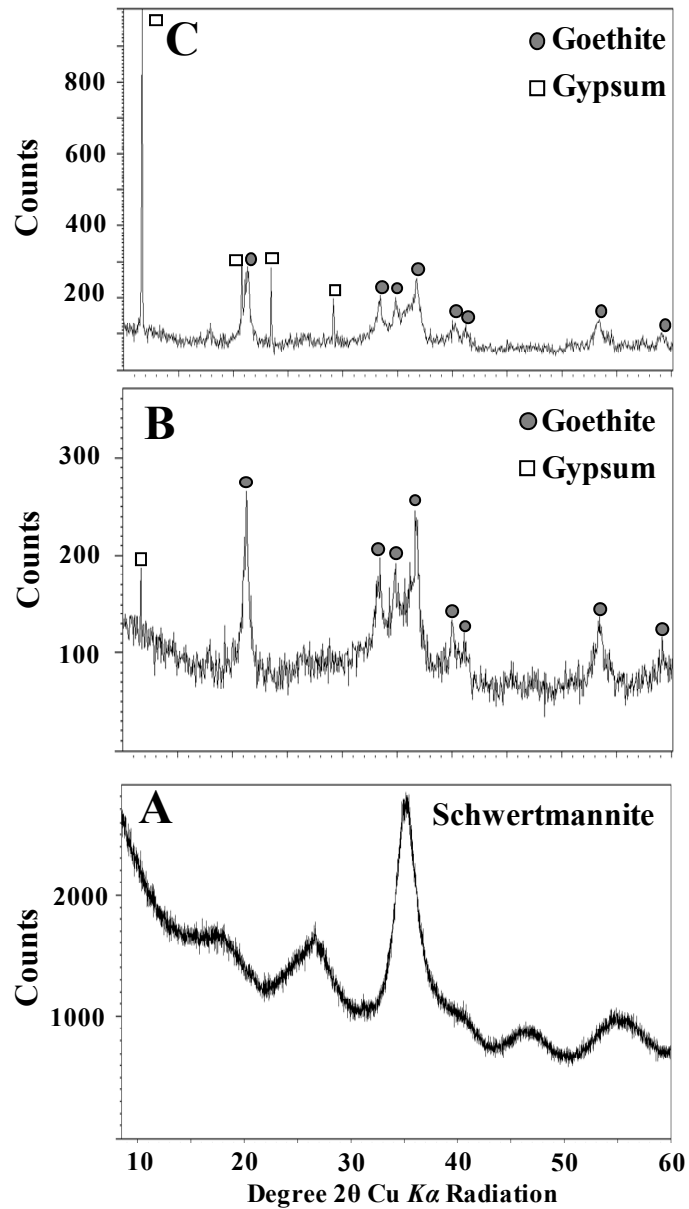 C
Goethite
Gypsum
800
600
400
200
Counts
B
Goethite
Gypsum
300
200
100
Counts
A
Schwertmannite
2000
1000
Counts
10 20 30 40 50 60
Degree 2θ Cu Kα Radiation